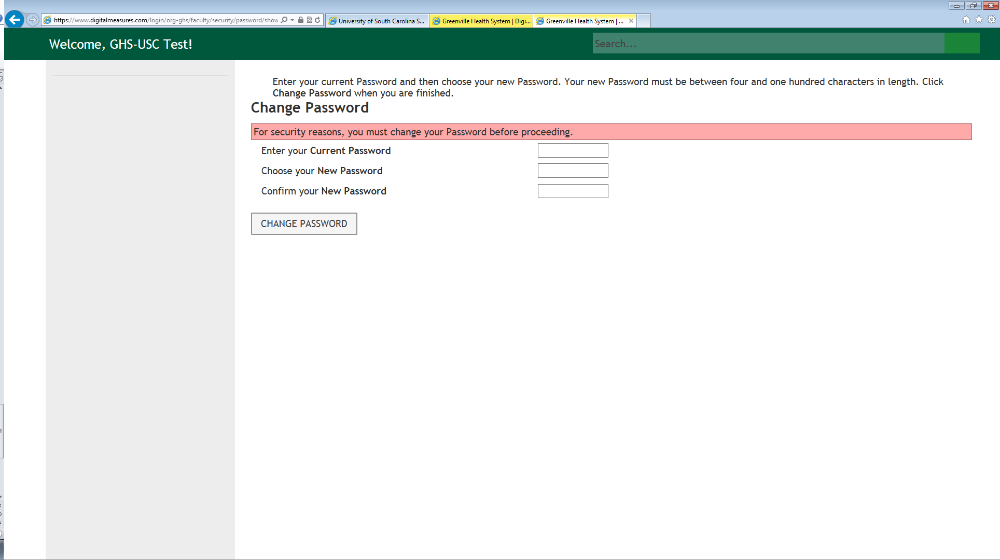 https://www.digitalmeasures.com/login/org-ghs/faculty/security/password/show
University of South Carolina S...
Greenville Health System | Digi...
Greenville Health System | ...
Welcome, GHS-USC Test!
Search...
Enter your current Password and then choose your new Password. Your new Password must be between four and one hundred characters in length. Click
Change Password when you are finished.
Change Password
For security reasons, you must change your Password before proceeding.
Enter your Current Password
Choose your New Password
Confirm your New Password
CHANGE PASSWORD